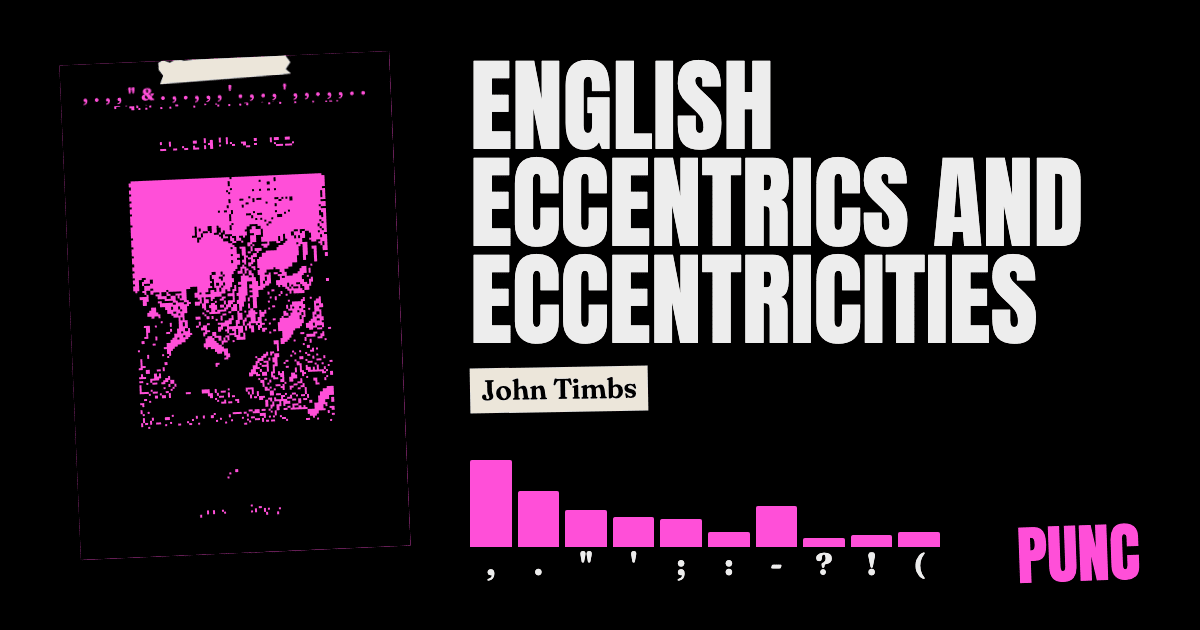 , . , , " & . , . , , , ' . , . , ' , , . , , . .
ENGLISH
ECCENTRICS AND
ECCENTRICITIES
John Timbs
, . " ' ; : - ? ! (
PUNC